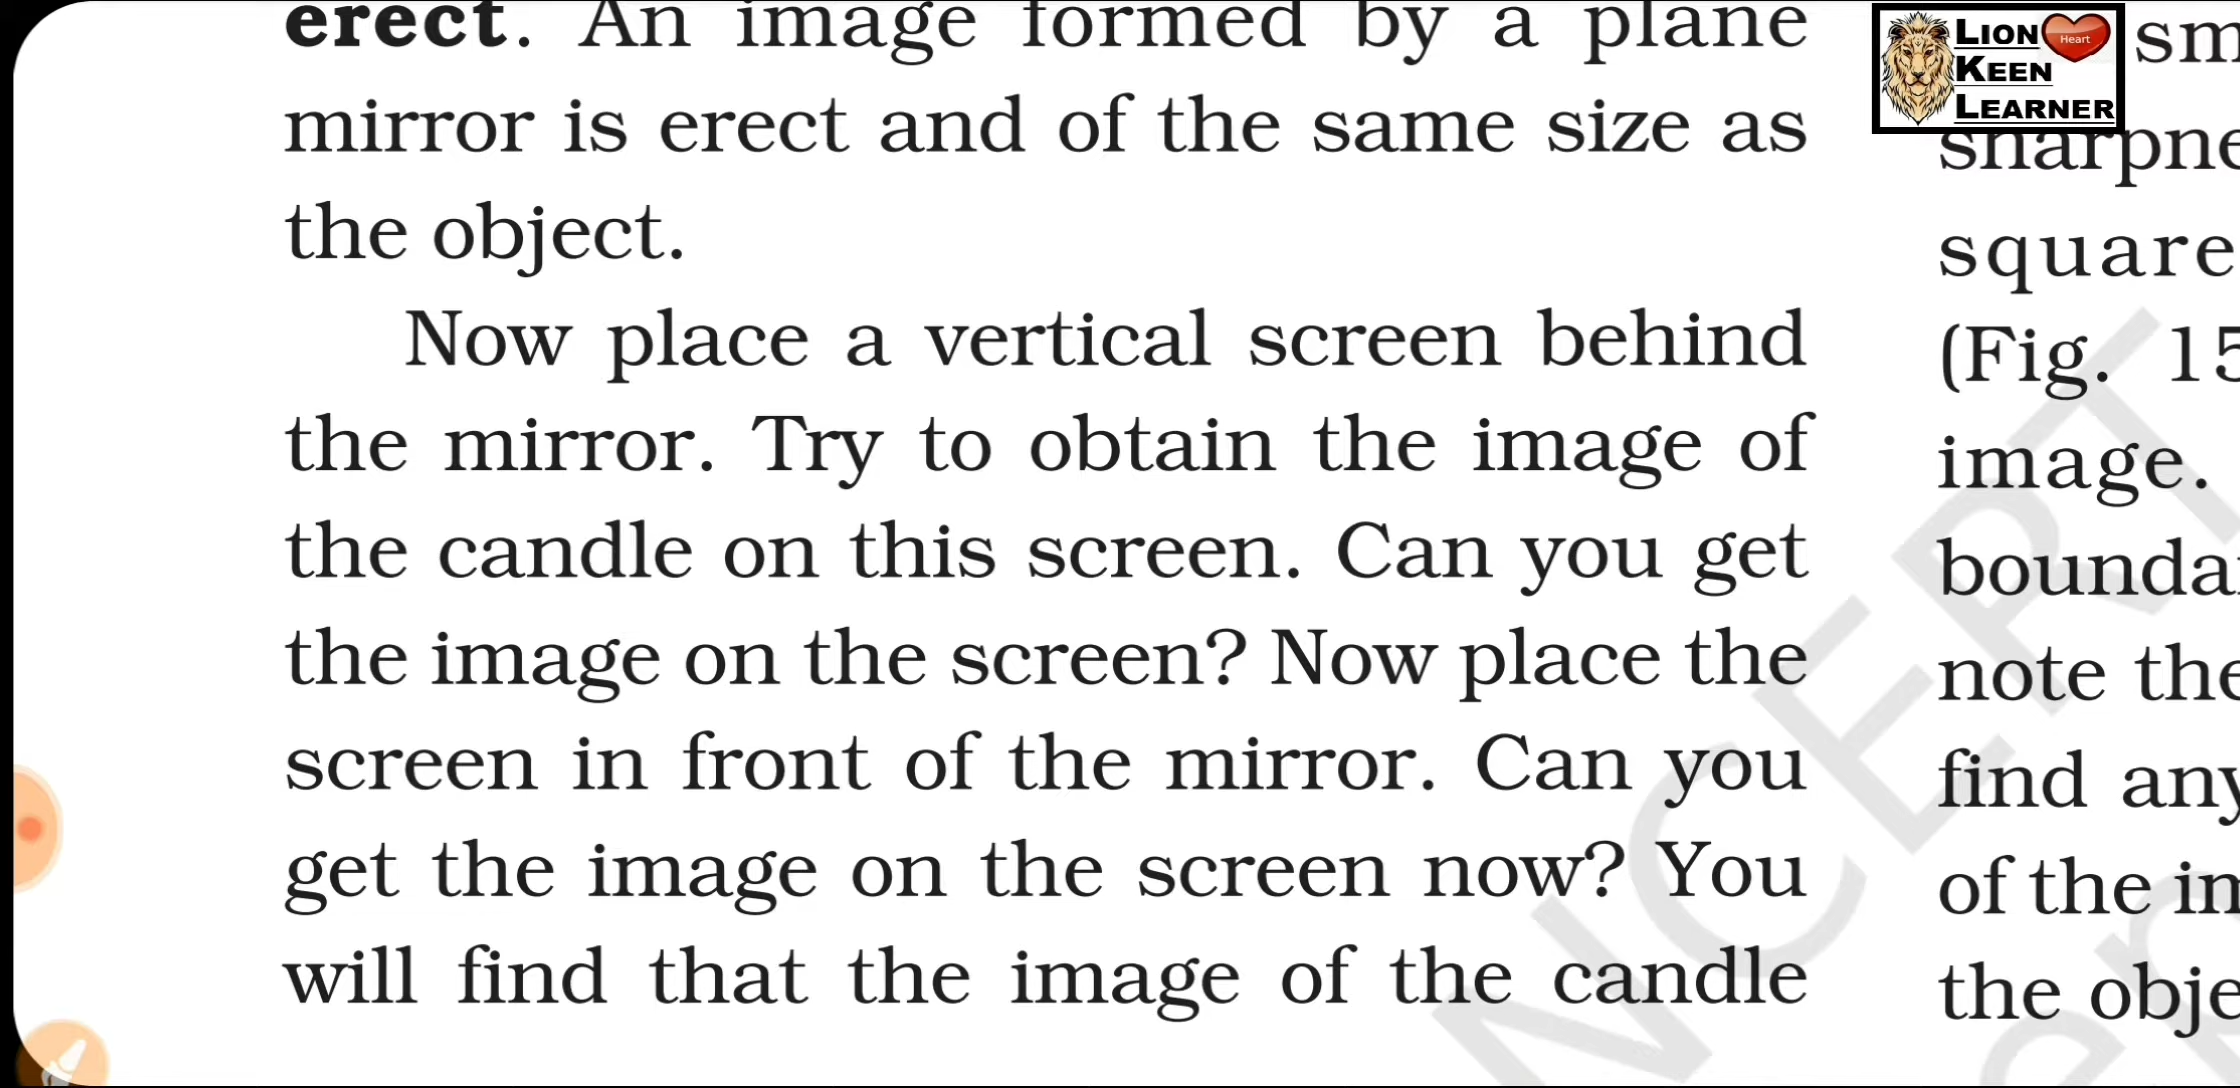 erect. An image formed by a plane
mirror is erect and of the same size as
the object.
Now place a vertical screen behind
the mirror. Try to obtain the image of
the candle on this screen. Can you get
the image on the screen? Now place the
screen in front of the mirror. Can you
get the image on the screen now? You
will find that the image of the candle
LION Heart
KEEN
LEARNER
square
(Fig. 15
image.
note the
find any
of the
the
NCERT